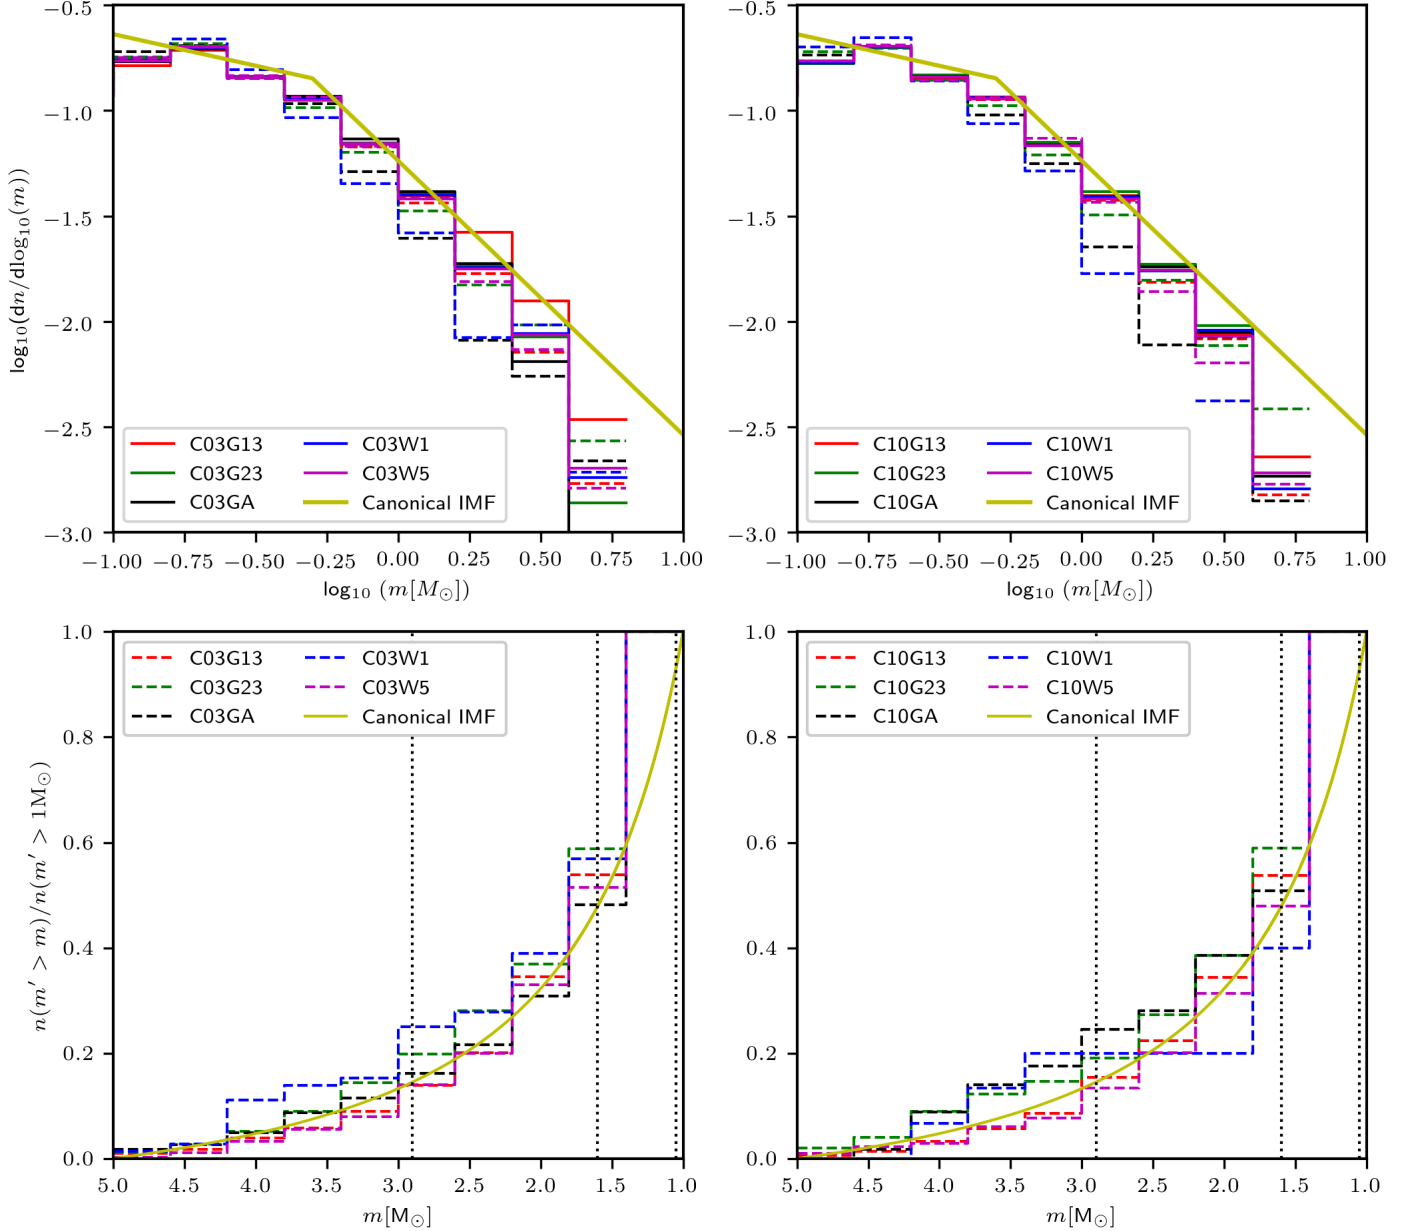 −0.5
−1.0
−1.5
−2.0
−2.5
−3.0
log₁₀(dm/dlog₁₀(m))
C03G13
C03G23
C03GA
C03W1
C03W5
Canonical IMF
−1.00 −0.75 −0.50 −0.25 0.00 0.25 0.50 0.75 1.00
log₁₀ (m[M⊙])
−0.5
−1.0
−1.5
−2.0
−2.5
−3.0
C10G13
C10G23
C10GA
C10W1
C10W5
Canonical IMF
−1.00 −0.75 −0.50 −0.25 0.00 0.25 0.50 0.75 1.00
log₁₀ (m[M⊙])
1.0
0.8
0.6
0.4
0.2
0.0
n(m′ > m)/n(m′ > 1M⊙)
C03G13
C03G23
C03GA
C03W1
C03W5
Canonical IMF
5.0 4.5 4.0 3.5 3.0 2.5 2.0 1.5 1.0
m[M⊙]
1.0
0.8
0.6
0.4
0.2
0.0
C10G13
C10G23
C10GA
C10W1
C10W5
Canonical IMF
5.0 4.5 4.0 3.5 3.0 2.5 2.0 1.5 1.0
m[M⊙]